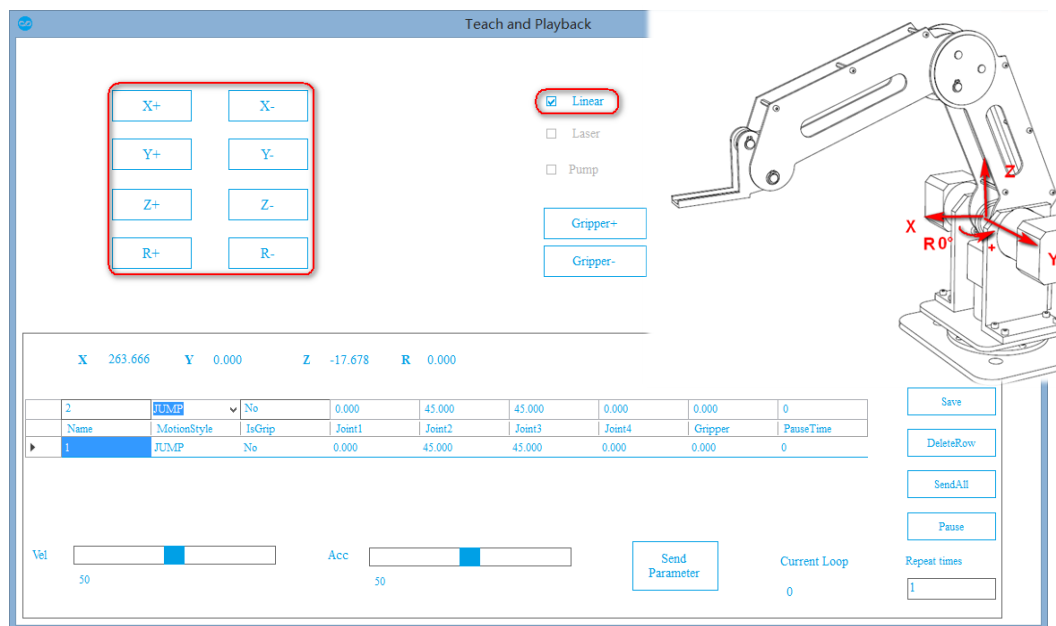 Teach and Playback
X+ X-
Y+ Y-
Z+ Z-
R+ R-
Linear
Laser
Pump
Gripper+
Gripper-
Z
X
R 0°
+
Y
X 263.666 Y 0.000 Z -17.678 R 0.000
2 JUMP No 0.000 45.000 45.000 0.000 0.000 0
Name MotionStyle IsGrip Joint1 Joint2 Joint3 Joint4 Gripper PauseTime
1 JUMP No 0.000 45.000 45.000 0.000 0.000 0
Save
DeleteRow
SendAll
Pause
Vel
50
Acc
50
Send
Parameter
Current Loop
0
Repeat times
1